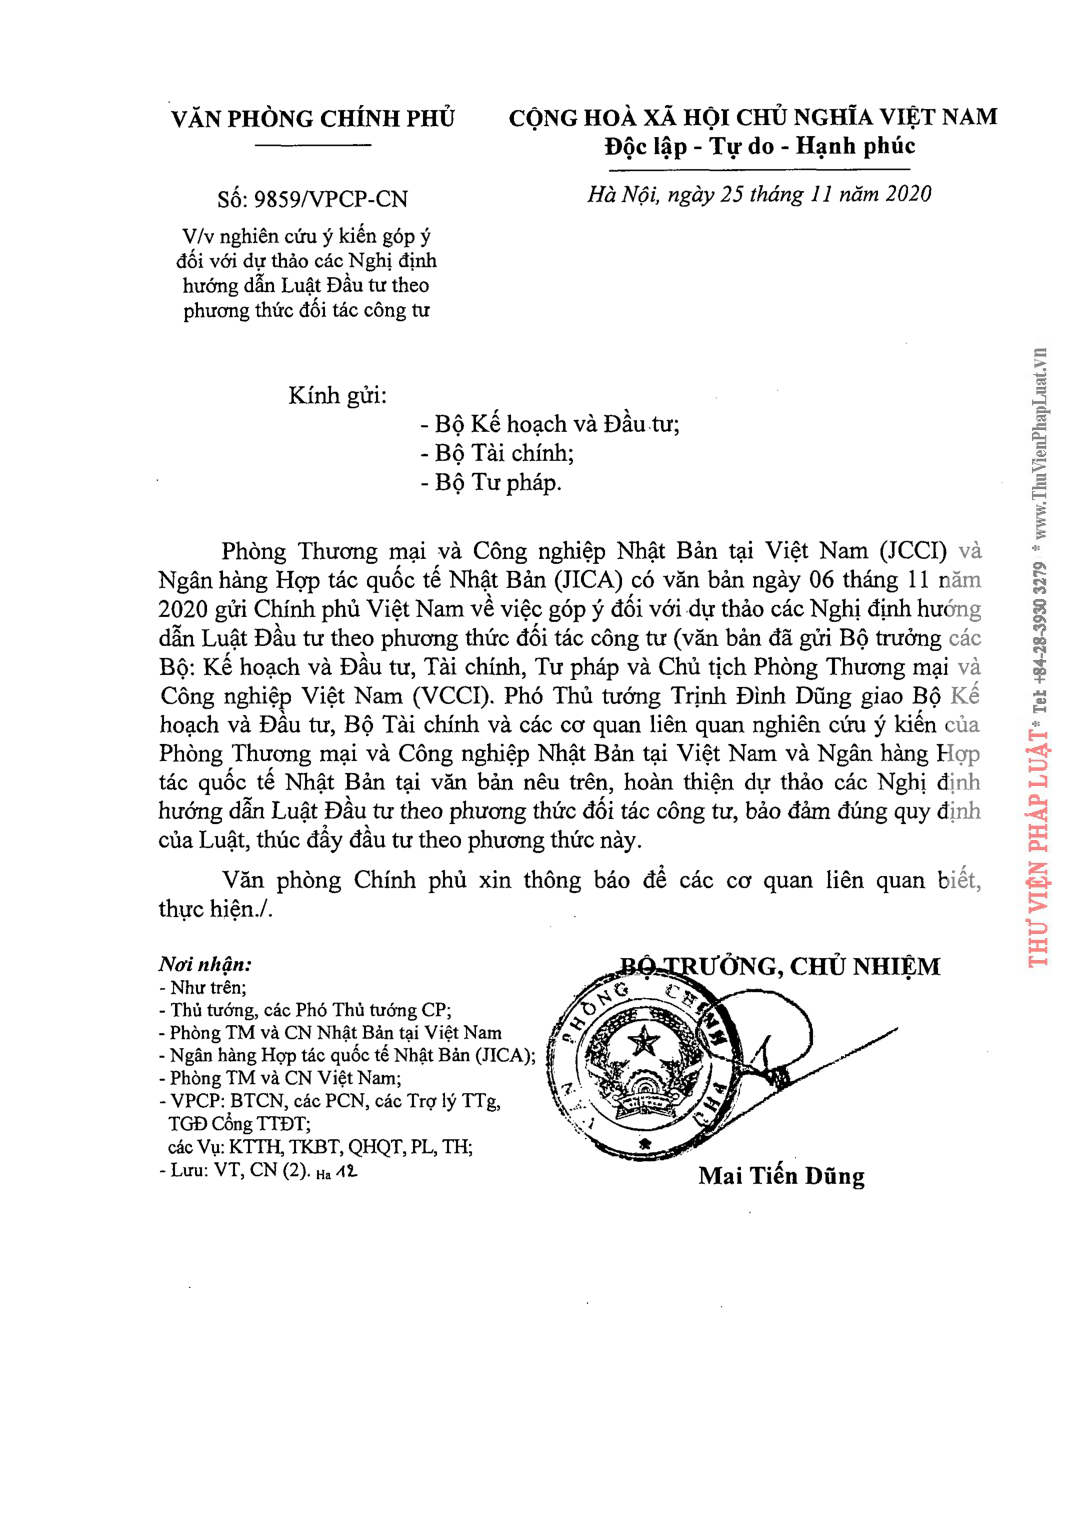 VĂN PHÒNG CHÍNH PHỦ
CỘNG HOÀ XÃ HỘI CHỦ NGHĨA VIỆT NAM
Độc lập - Tự do - Hạnh phúc
Số: 9859/VPCP-CN
Hà Nội, ngày 25 tháng 11 năm 2020
V/v nghiên cứu ý kiến góp ý
đối với dự thảo các Nghị định
hướng dẫn Luật Đầu tư theo
phương thức đối tác công tư
Kính gửi:
- Bộ Kế hoạch và Đầu tư;
- Bộ Tài chính;
- Bộ Tư pháp.
Phòng Thương mại và Công nghiệp Nhật Bản tại Việt Nam (JCCI) và
Ngân hàng Hợp tác quốc tế Nhật Bản (JICA) có văn bản ngày 06 tháng 11 năm
2020 gửi Chính phủ Việt Nam về việc góp ý đối với dự thảo các Nghị định hướng
dẫn Luật Đầu tư theo phương thức đối tác công tư (văn bản đã gửi Bộ trưởng các
Bộ: Kế hoạch và Đầu tư, Tài chính, Tư pháp và Chủ tịch Phòng Thương mại và
Công nghiệp Việt Nam (VCCI). Phó Thủ tướng Trịnh Đình Dũng giao Bộ Kế
hoạch và Đầu tư, Bộ Tài chính và các cơ quan liên quan nghiên cứu ý kiến của
Phòng Thương mại và Công nghiệp Nhật Bản tại Việt Nam và Ngân hàng Hợp
tác quốc tế Nhật Bản tại văn bản nêu trên, hoàn thiện dự thảo các Nghị định
hướng dẫn Luật Đầu tư theo phương thức đối tác công tư, bảo đảm đúng quy định
của Luật, thúc đẩy đầu tư theo phương thức này.
Văn phòng Chính phủ xin thông báo để các cơ quan liên quan biết,
thực hiện./.
Nơi nhận:
- Như trên;
- Thủ tướng, các Phó Thủ tướng CP;
- Phòng TM và CN Nhật Bản tại Việt Nam
- Ngân hàng Hợp tác quốc tế Nhật Bản (JICA);
- Phòng TM và CN Việt Nam;
- VPCP: BTCN, các PCN, các Trợ lý TTg,
TGĐ Cổng TTĐT;
các Vụ: KTTH, TKBT, QHQT, PL, TH;
- Lưu: VT, CN (2). Ha 12
BỘ TRƯỞNG, CHỦ NHIỆM
VĂN PHÒNG CHÍNH PHỦ
Mai Tiến Dũng
THƯ VIỆN PHÁP LUẬT * Tel: +84-28-3930 3279 * www.ThuVienPhapLuat.vn